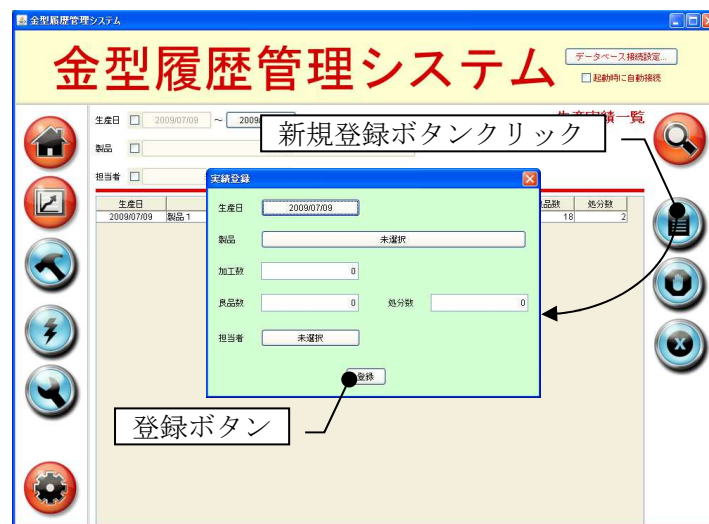 金型履歴管理システム
金型履歴管理システム
データベース接続設定...
起動時に自動接続
生産日 2009/07/09 ～ 2009
績一覧
新規登録ボタンクリック
製品
担当者
実績登録
生産日 2009/07/09
製品 未選択
加工数 0
良品数 0 処分数 0
担当者 未選択
登録
生産日 品数 処分数
2009/07/09 製品1 18 2
登録ボタン